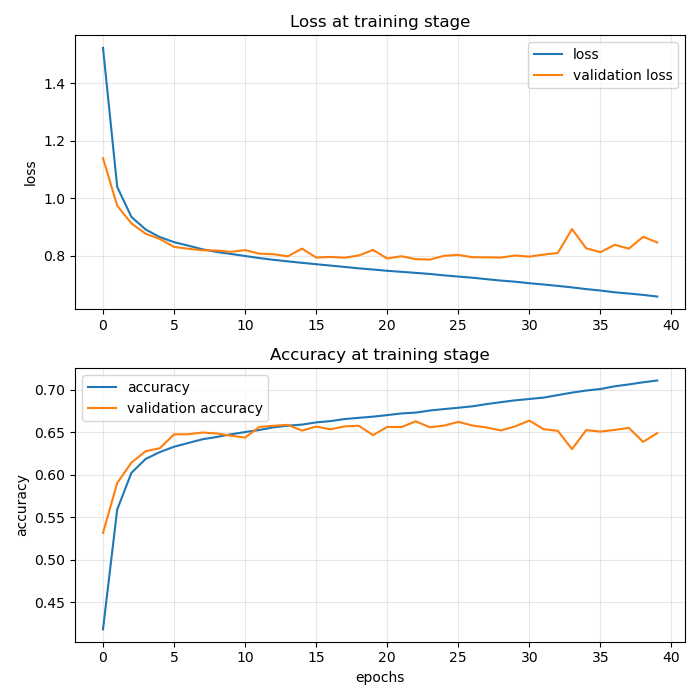 Loss at training stage
loss
1.4
1.2
1.0
0.8
loss
validation loss
0 5 10 15 20 25 30 35 40
Accuracy at training stage
accuracy
0.70
0.65
0.60
0.55
0.50
0.45
accuracy
validation accuracy
0 5 10 15 20 25 30 35 40
epochs